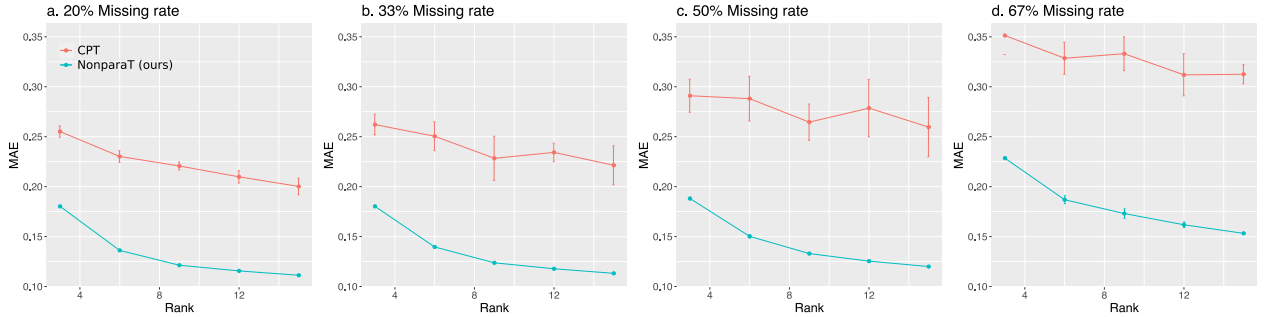 a. 20% Missing rate
MAE
0.35
0.30
0.25
0.20
0.15
0.10
CPT
NonparaT (ours)
4
12
Rank
b. 33% Missing rate
MAE
0.35
0.30
0.25
0.20
0.15
0.10
4
12
Rank
c. 50% Missing rate
MAE
0.35
0.30
0.25
0.20
0.15
0.10
4
12
Rank
d. 67% Missing rate
MAE
0.35
0.30
0.25
0.20
0.15
0.10
4
12
Rank